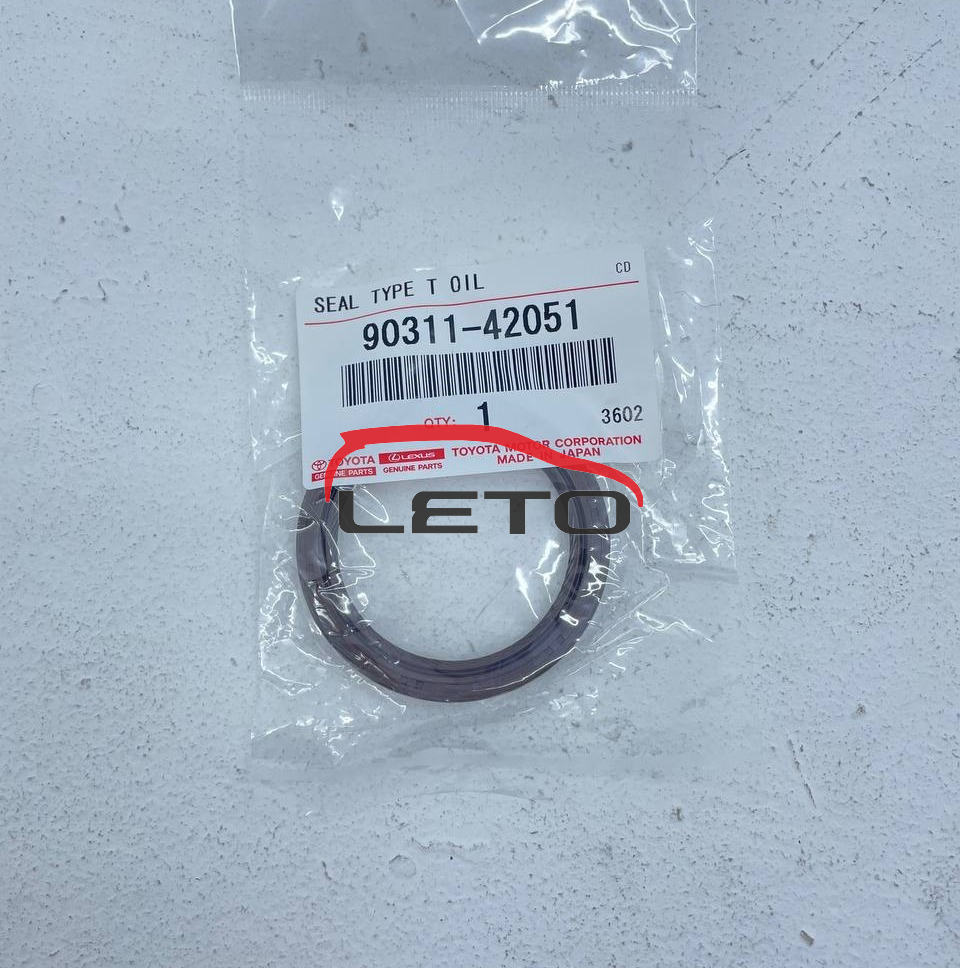 SEAL TYPE T OIL
CD
90311-42051
QTY: 1
3602
TOYOTA
GENUINE PARTS
LEXUS
GENUINE PARTS
TOYOTA MOTOR CORPORATION
MADE IN JAPAN
LETO